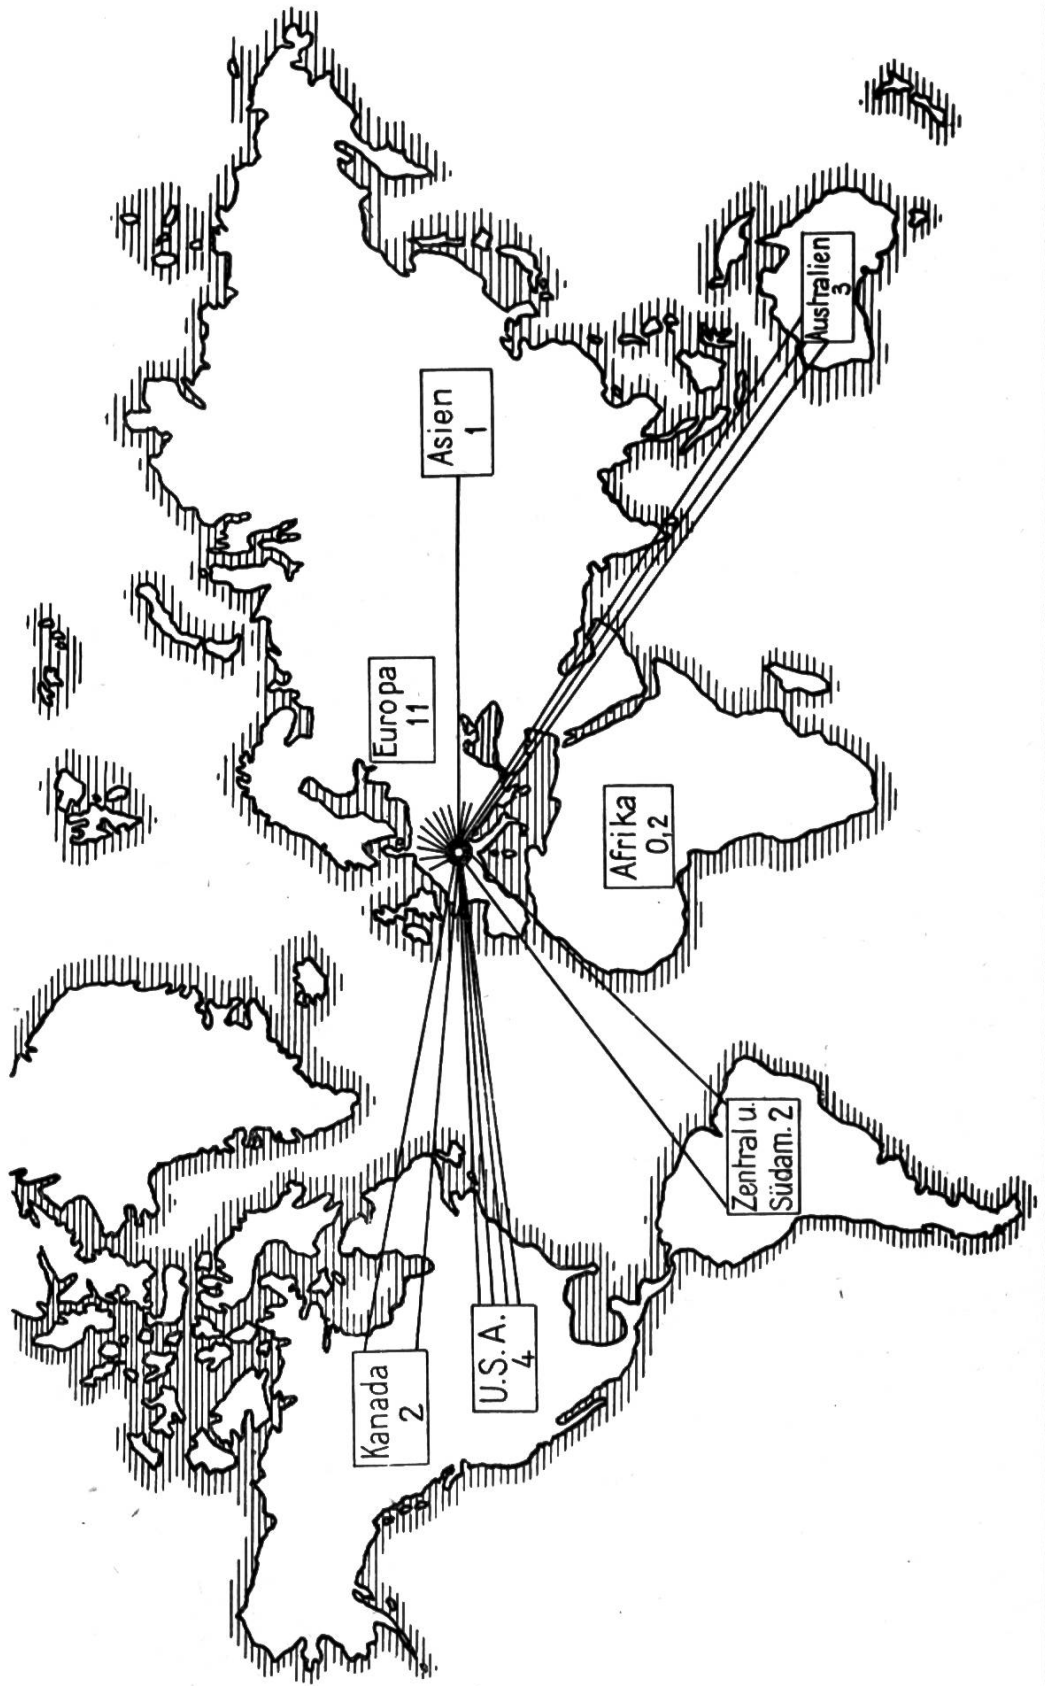 Kanada
2
U.S.A.
4
Zentral u.
Südam. 2
Europa
11
Afrika
0,2
Asien
1
Australien
3